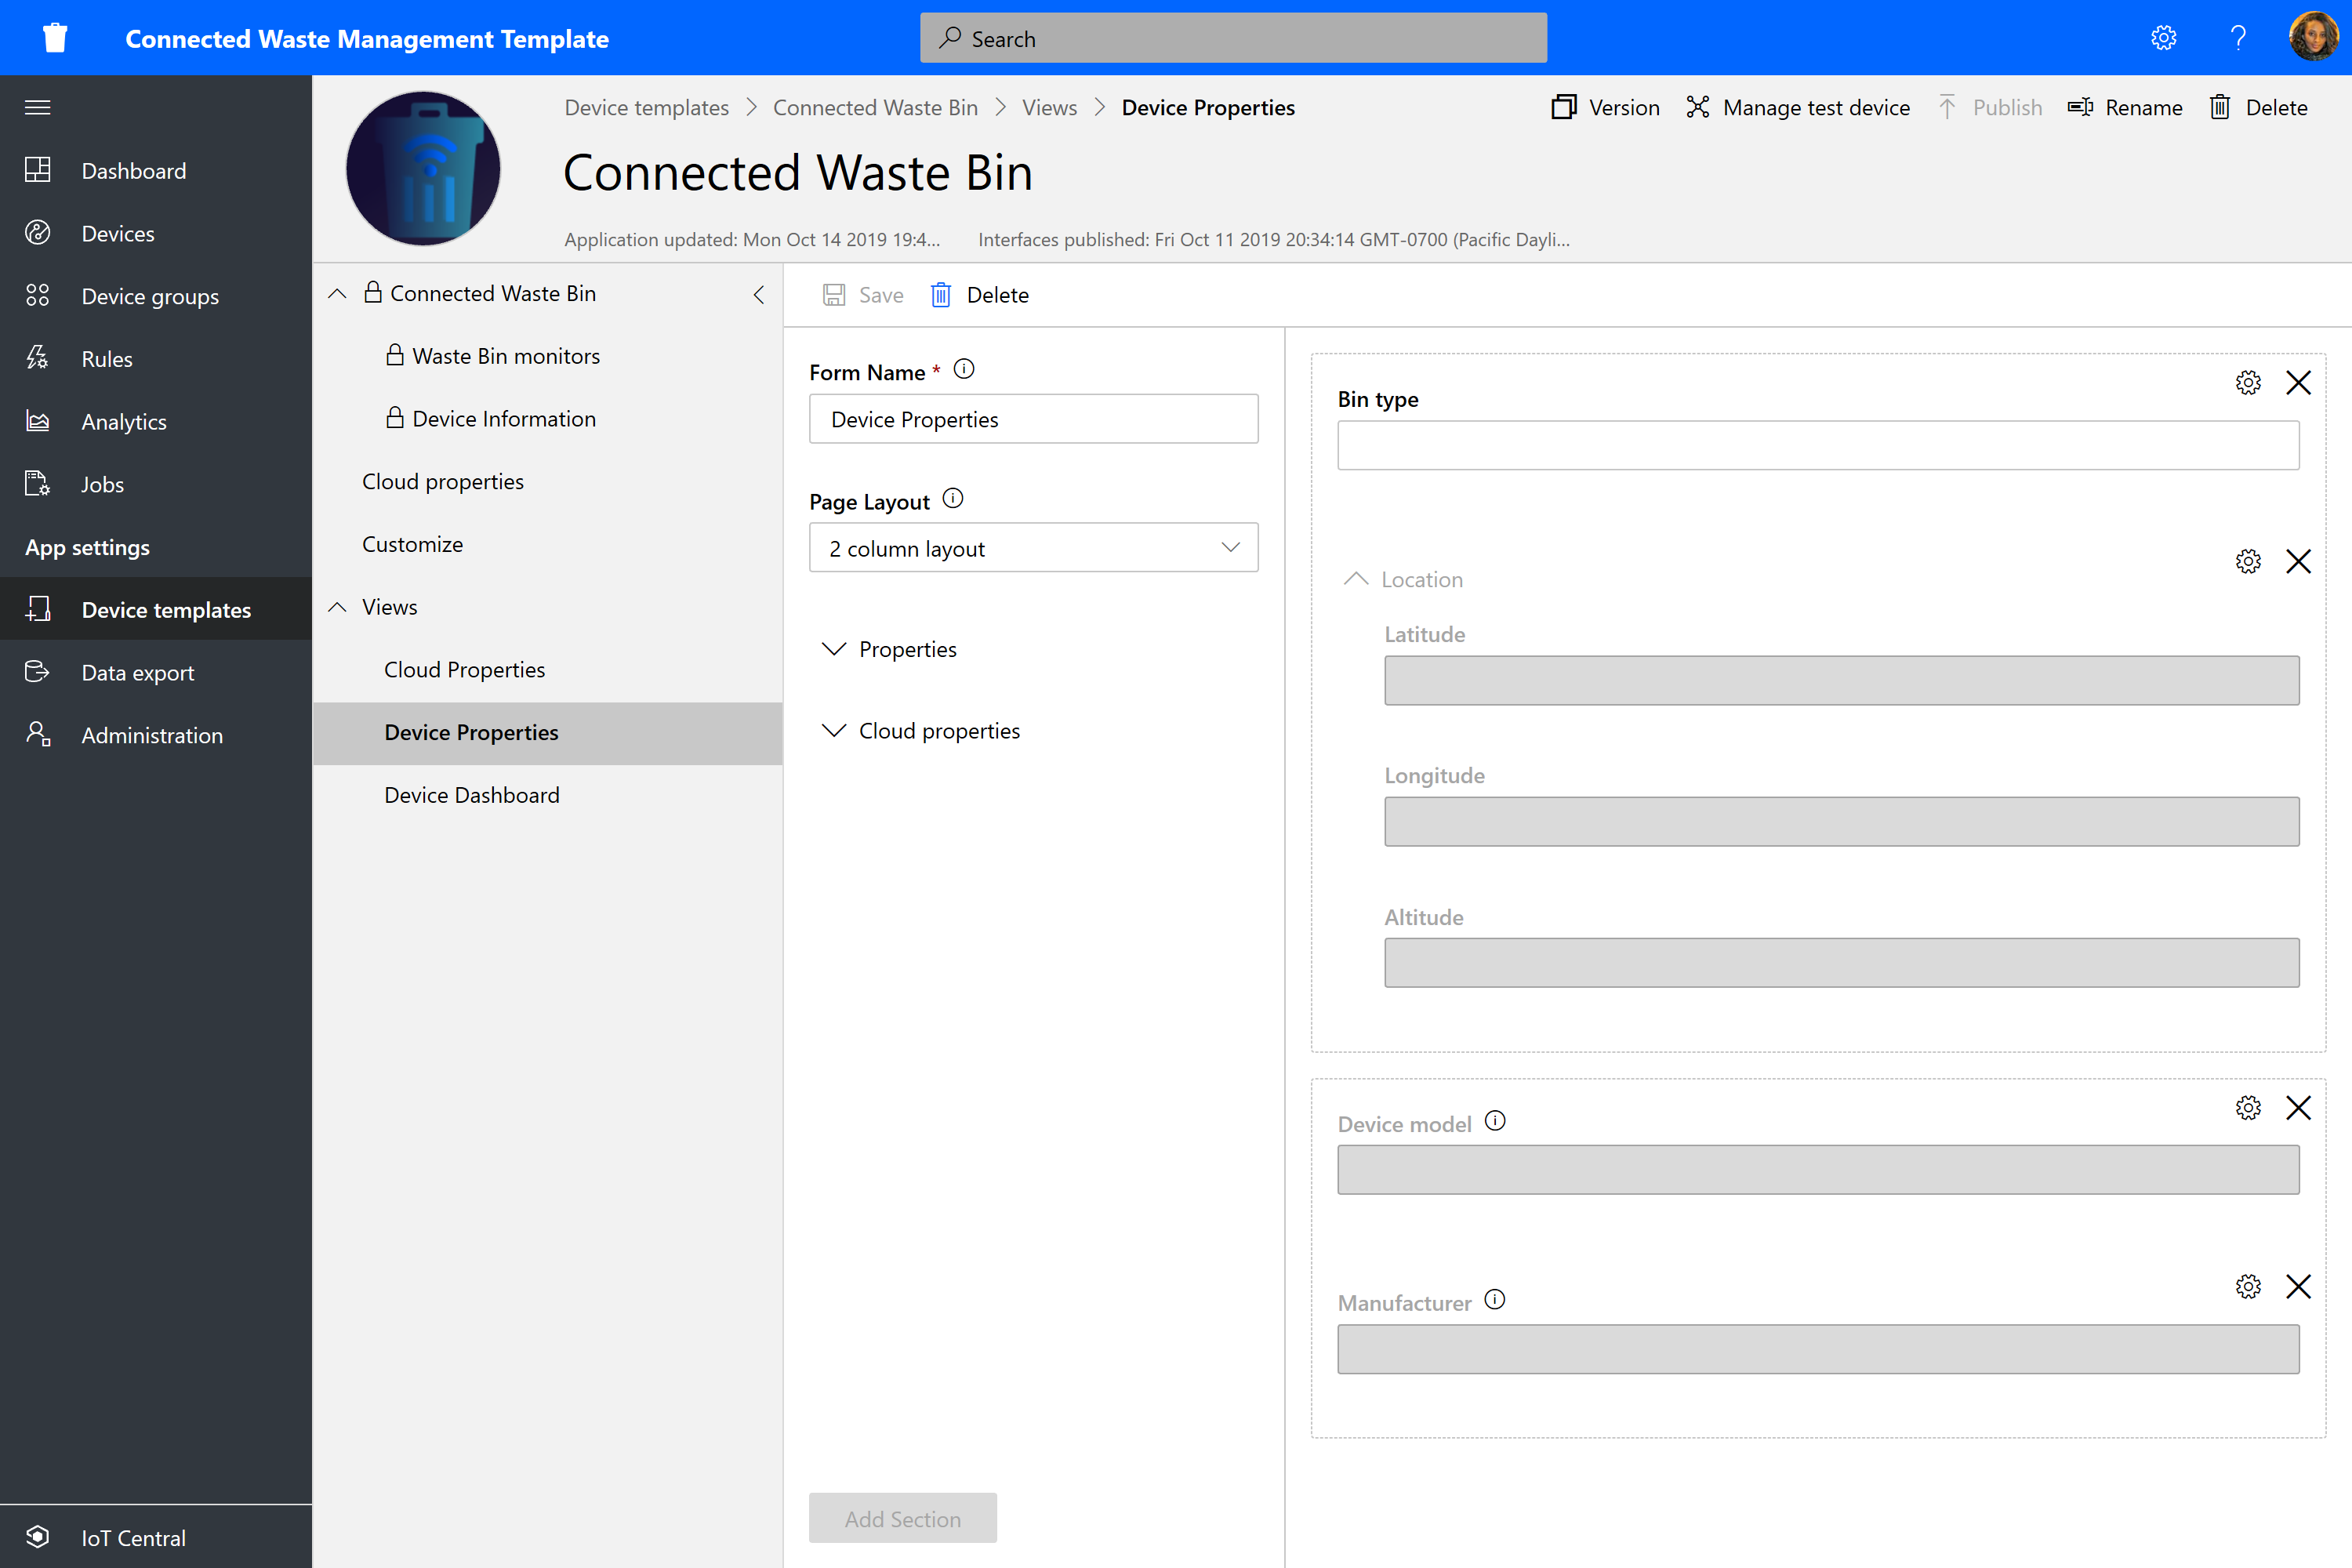 Connected Waste Management Template
Search
Dashboard
Devices
Device groups
Rules
Analytics
Jobs
App settings
Device templates
Data export
Administration
IoT Central
Device templates > Connected Waste Bin > Views > Device Properties
Version
Manage test device
Publish
Rename
Delete
Connected Waste Bin
Application updated: Mon Oct 14 2019 19:4...
Interfaces published: Fri Oct 11 2019 20:34:14 GMT-0700 (Pacific Dayli...
Connected Waste Bin
Waste Bin monitors
Device Information
Cloud properties
Customize
Views
Cloud Properties
Device Properties
Device Dashboard
Save
Delete
Form Name *
Device Properties
Page Layout
2 column layout
Properties
Cloud properties
Add Section
Bin type
Location
Latitude
Longitude
Altitude
Device model
Manufacturer